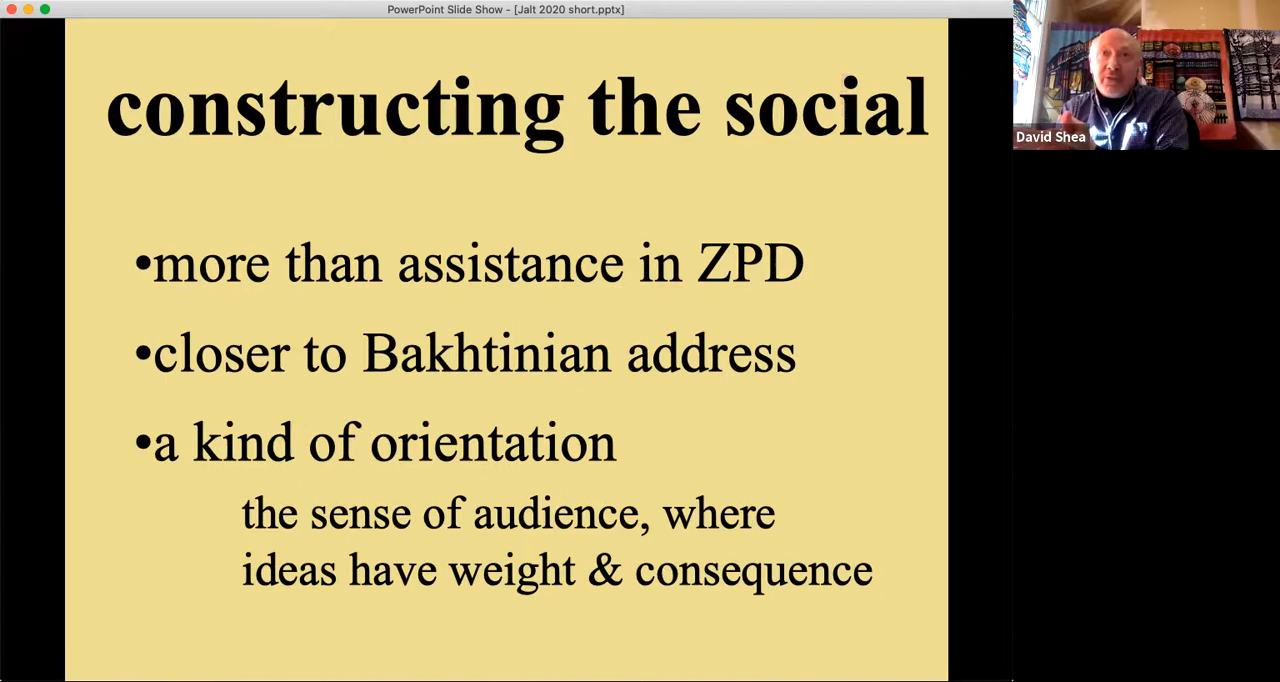 PowerPoint Slide Show - [Jalt 2020 short.pptx]
constructing the social
•more than assistance in ZPD
•closer to Bakhtinian address
•a kind of orientation
the sense of audience, where
ideas have weight & consequence
David Shea